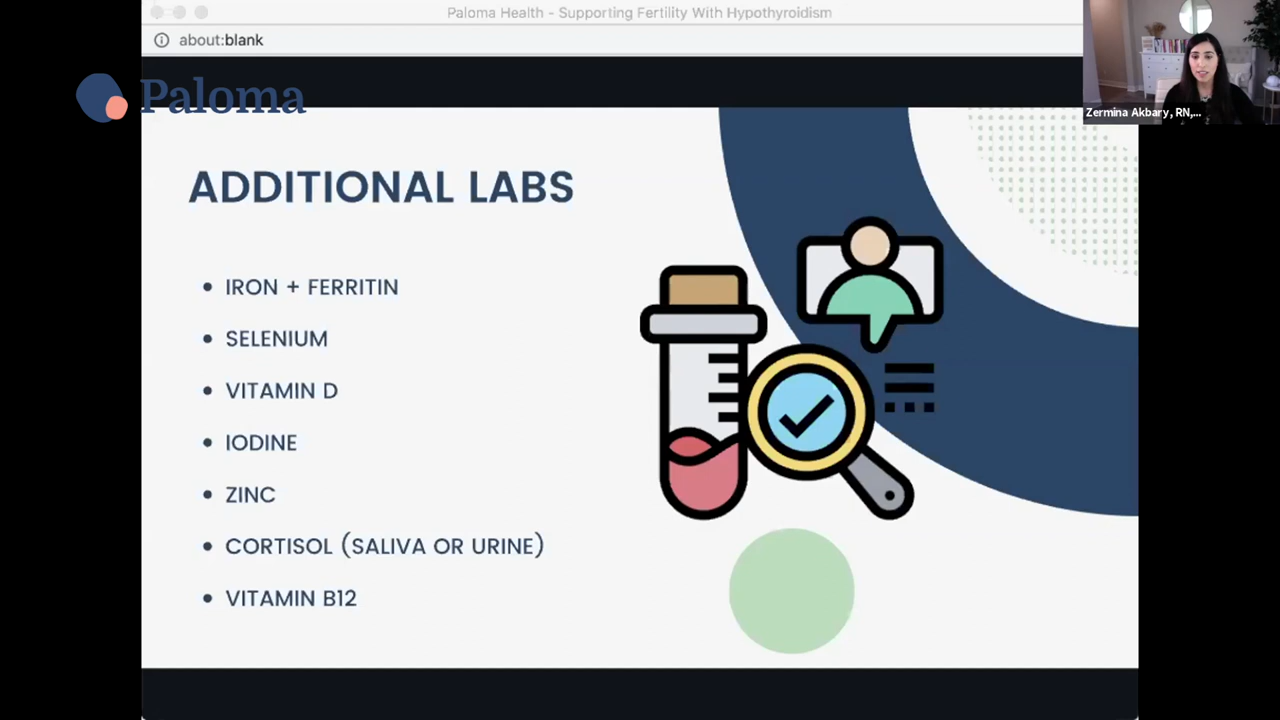 Paloma Health - Supporting Fertility With Hypothyroidism
about:blank
Paloma
Zermina Akbary, RN,...
ADDITIONAL LABS
• IRON + FERRITIN
• SELENIUM
• VITAMIN D
• IODINE
• ZINC
• CORTISOL (SALIVA OR URINE)
• VITAMIN B12